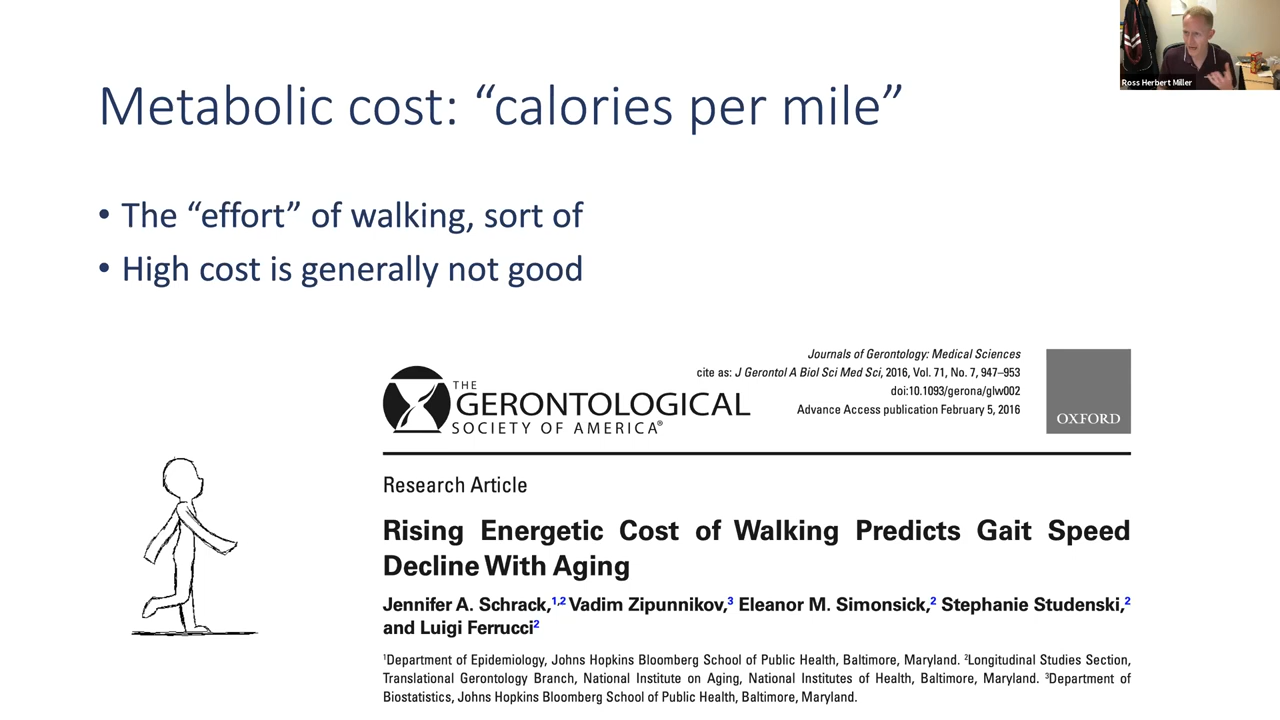 Ross Herbert Miller
Metabolic cost: “calories per mile”
• The “effort” of walking, sort of
• High cost is generally not good
Journals of Gerontology: Medical Sciences
cite as: J Gerontol A Biol Sci Med Sci, 2016, Vol. 71, No. 7, 947–953
doi:10.1093/gerona/glw002
Advance Access publication February 5, 2016
THE
GERONTOLOGICAL
SOCIETY OF AMERICA®
OXFORD
Research Article
Rising Energetic Cost of Walking Predicts Gait Speed
Decline With Aging
Jennifer A. Schrack,1,2 Vadim Zipunnikov,3 Eleanor M. Simonsick,2 Stephanie Studenski,2
and Luigi Ferrucci2
1Department of Epidemiology, Johns Hopkins Bloomberg School of Public Health, Baltimore, Maryland. 2Longitudinal Studies Section,
Translational Gerontology Branch, National Institute on Aging, National Institutes of Health, Baltimore, Maryland. 3Department of
Biostatistics, Johns Hopkins Bloomberg School of Public Health, Baltimore, Maryland.